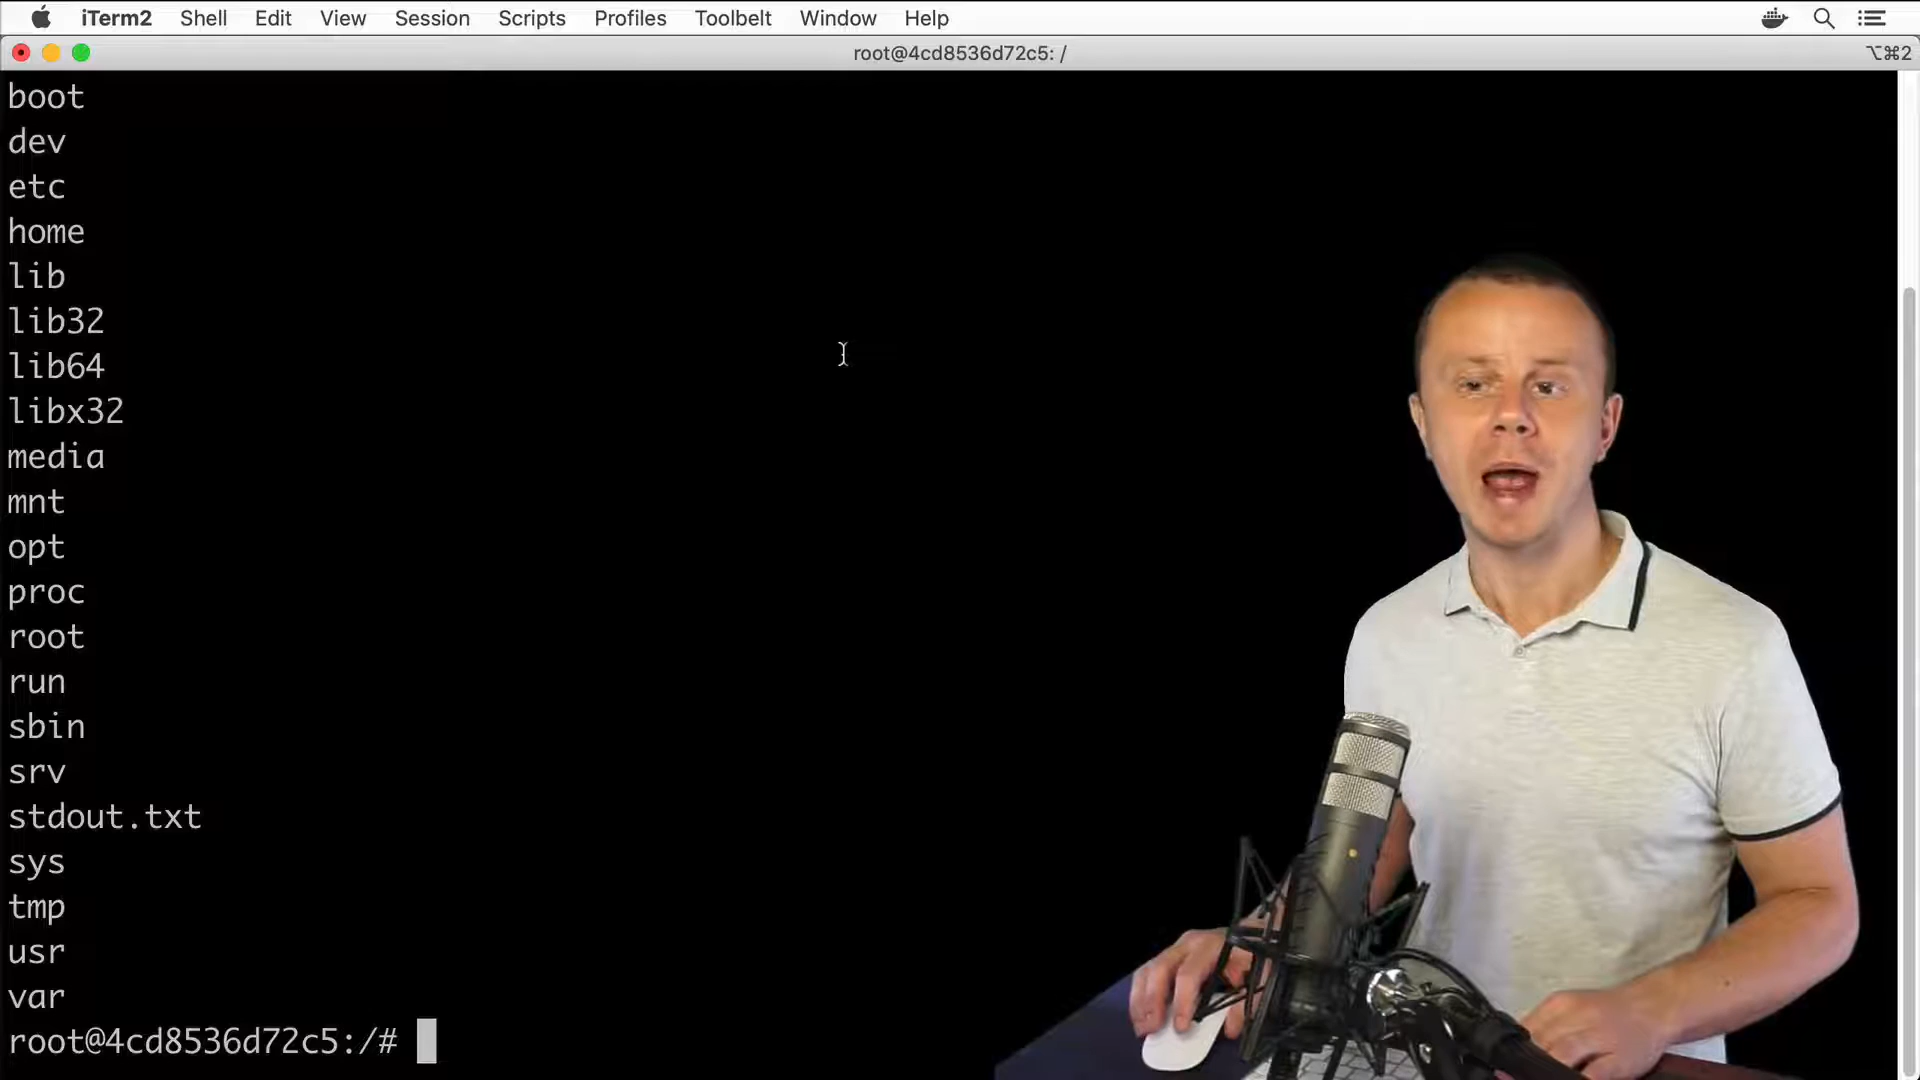 iTerm2 Shell Edit View Session Scripts Profiles Toolbelt Window Help
root@4cd8536d72c5: / ⌥⌘2
boot
dev
etc
home
lib
lib32
lib64
libx32
media
mnt
opt
proc
root
run
sbin
srv
stdout.txt
sys
tmp
usr
var
root@4cd8536d72c5:/#